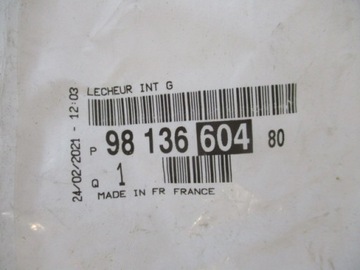 LECHEUR INT G
P 98 136 604 80
Q 1
MADE IN FR FRANCE
24/02/2021 - 12:03